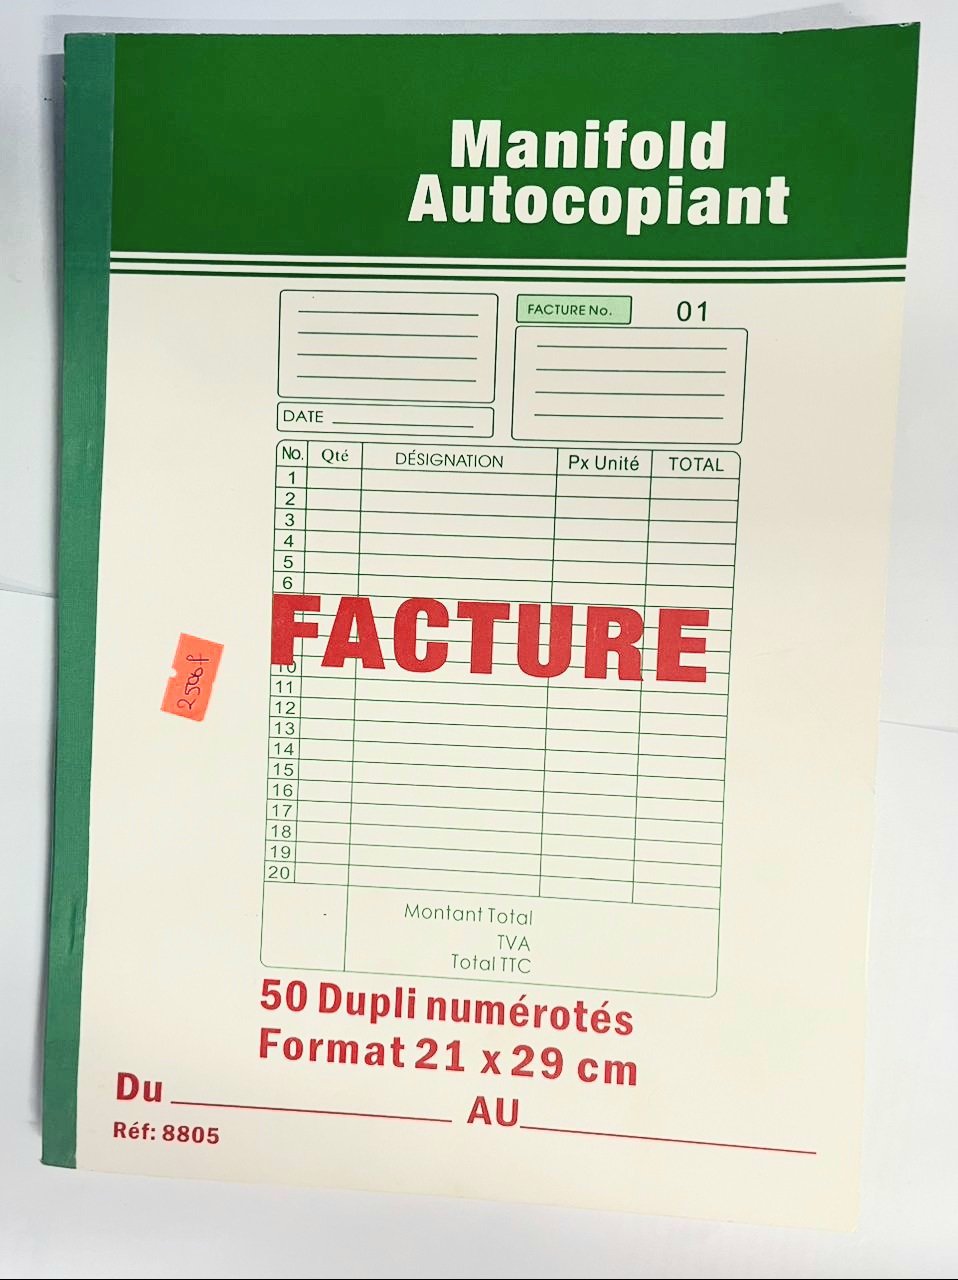 Manifold
Autocopiant
FACTURE No. 01
DATE
No. Qté DÉSIGNATION Px Unité TOTAL
1
2
3
4
5
6
FACTURE
10
11
12
13
14
15
16
17
18
19
20
Montant Total
TVA
Total TTC
2500f
50 Dupli numérotés
Format 21 x 29 cm
Du AU
Réf: 8805